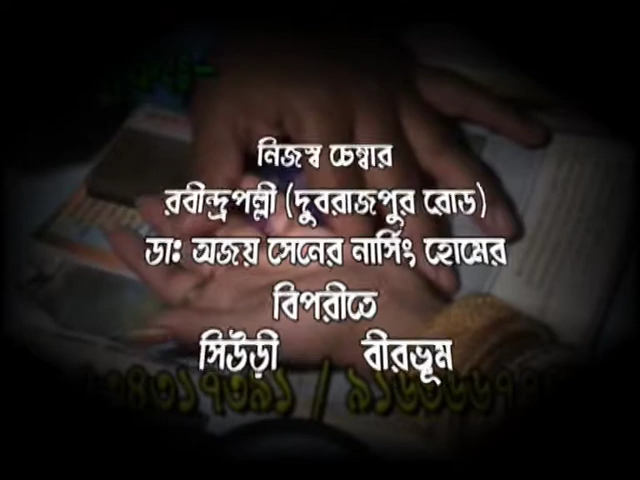 নিজস্ব চেম্বার
রবীন্দ্রপল্লী (দুবরাজপুর রোড)
ডাঃ অজয় সেনের নার্সিং হোমের
বিপরীতে
সিউড়ী বীরভূম